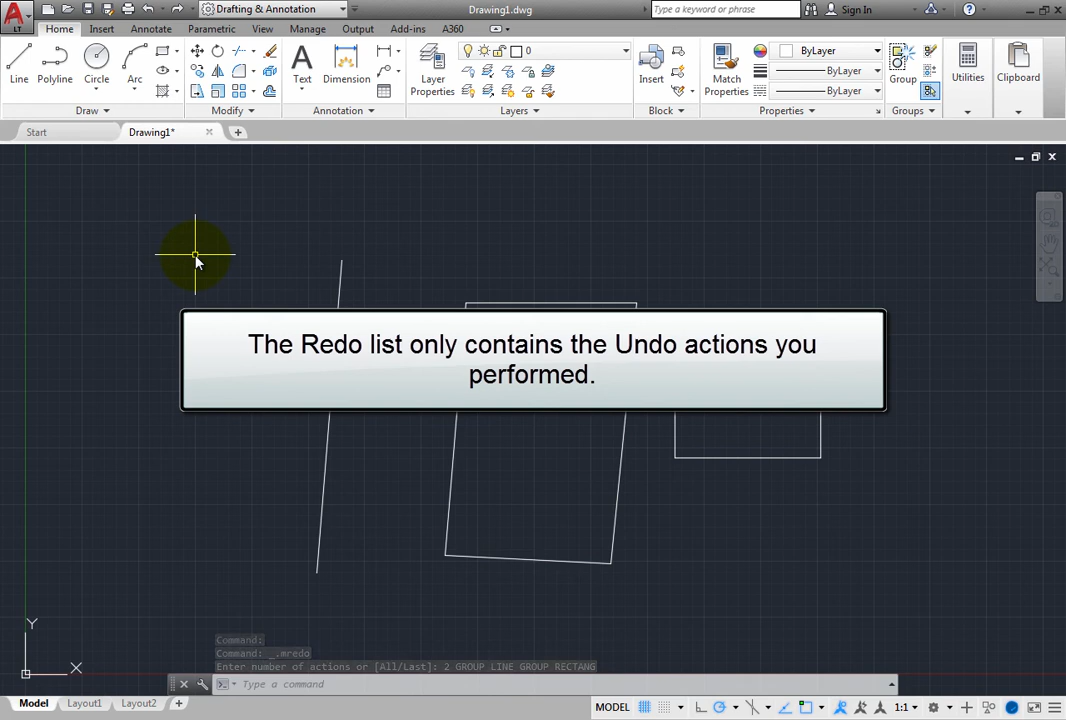 Drafting & Annotation
Drawing1.dwg
Type a keyword or phrase
Sign In
LT
Home Insert Annotate Parametric View Manage Output Add-ins A360
Line Polyline Circle Arc
Text Dimension
Layer Properties
0
Insert
Match Properties
ByLayer
ByLayer
ByLayer
Group
Utilities
Clipboard
Draw Modify Annotation Layers Block Properties Groups
Start Drawing1*
The Redo list only contains the Undo actions you
performed.
Y
X
Command:
Command: _.mredo
Enter number of actions or [All/Last]: 2 GROUP LINE GROUP RECTANG
Type a command
Model Layout1 Layout2
MODEL 1:1